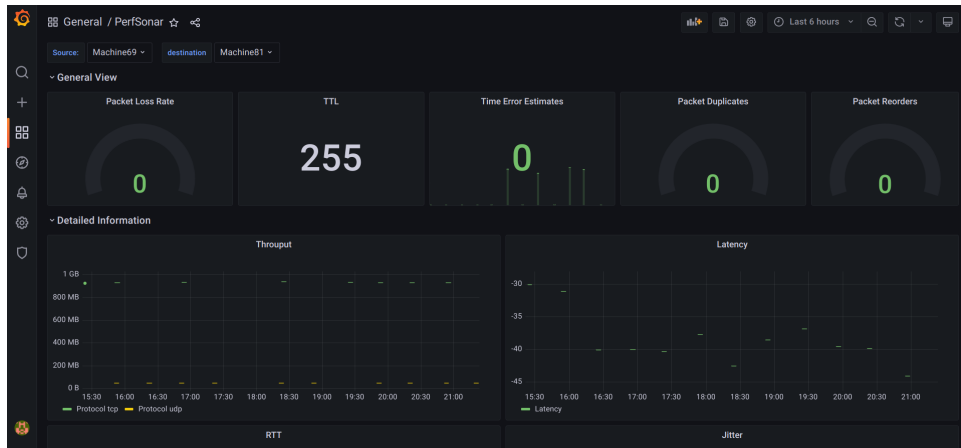 General / PerfSonar
Last 6 hours
Source: Machine69 destination Machine81
General View
Packet Loss Rate
0
TTL
255
Time Error Estimates
0
Packet Duplicates
0
Packet Reorders
0
Detailed Information
Througput
1 GB
800 MB
600 MB
400 MB
200 MB
0 B
15:30 16:00 16:30 17:00 17:30 18:00 18:30 19:00 19:30 20:00 20:30 21:00
Protocol tcp Protocol udp
Latency
-30
-35
-40
-45
15:30 16:00 16:30 17:00 17:30 18:00 18:30 19:00 19:30 20:00 20:30 21:00
Latency
RTT
Jitter